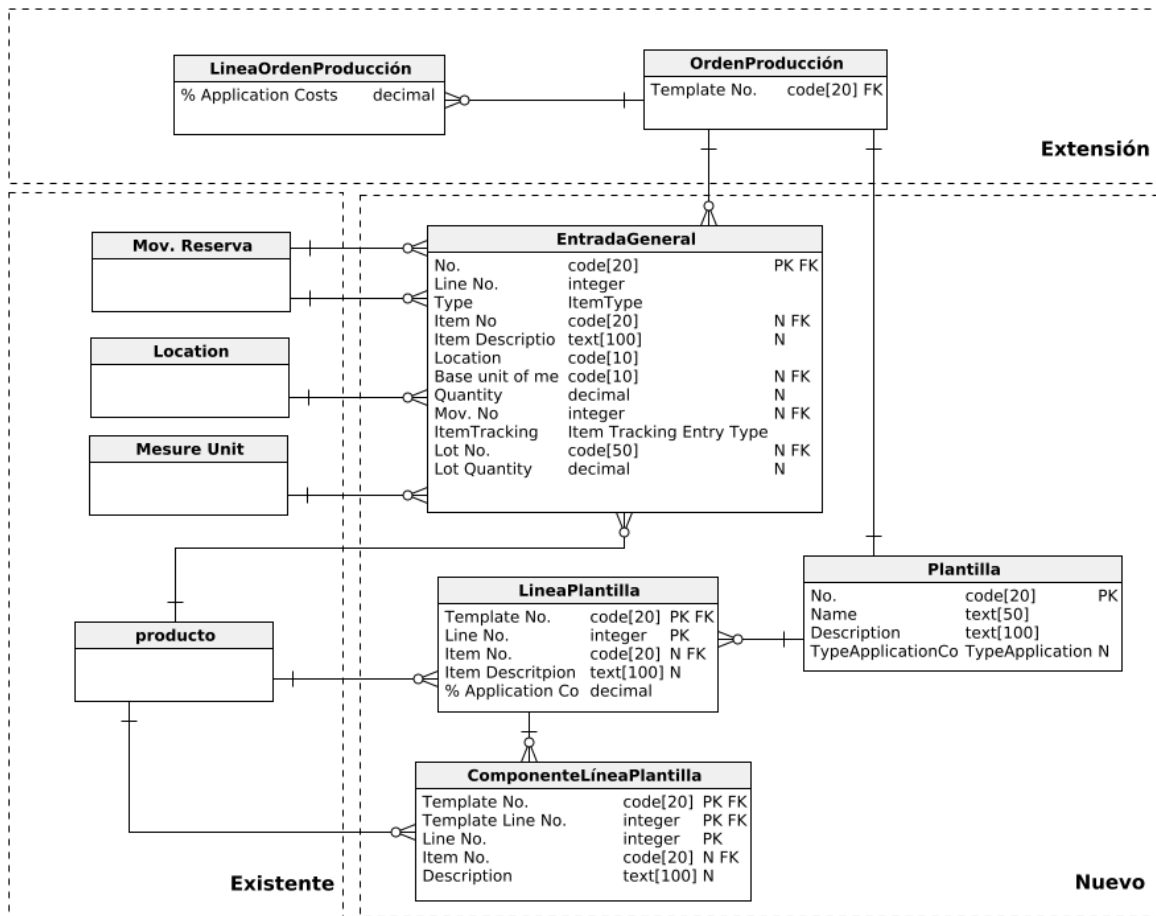 LineaOrdenProducción
% Application Costs decimal
OrdenProducción
Template No. code[20] FK
Extensión
Mov. Reserva
Location
Mesure Unit
producto
Existente
EntradaGeneral
No. code[20] PK FK
Line No. integer
Type ItemType
Item No code[20] N FK
Item Descriptio text[100] N
Location code[10]
Base unit of me code[10] N FK
Quantity decimal N
Mov. No integer N FK
ItemTracking Item Tracking Entry Type
Lot No. code[50] N FK
Lot Quantity decimal N
Plantilla
No. code[20] PK
Name text[50]
Description text[100]
TypeApplicationCo TypeApplication N
LineaPlantilla
Template No. code[20] PK FK
Line No. integer PK
Item No. code[20] N FK
Item Descritpion text[100] N
% Application Co decimal
ComponenteLíneaPlantilla
Template No. code[20] PK FK
Template Line No. integer PK FK
Line No. integer PK
Item No. code[20] N FK
Description text[100] N
Nuevo